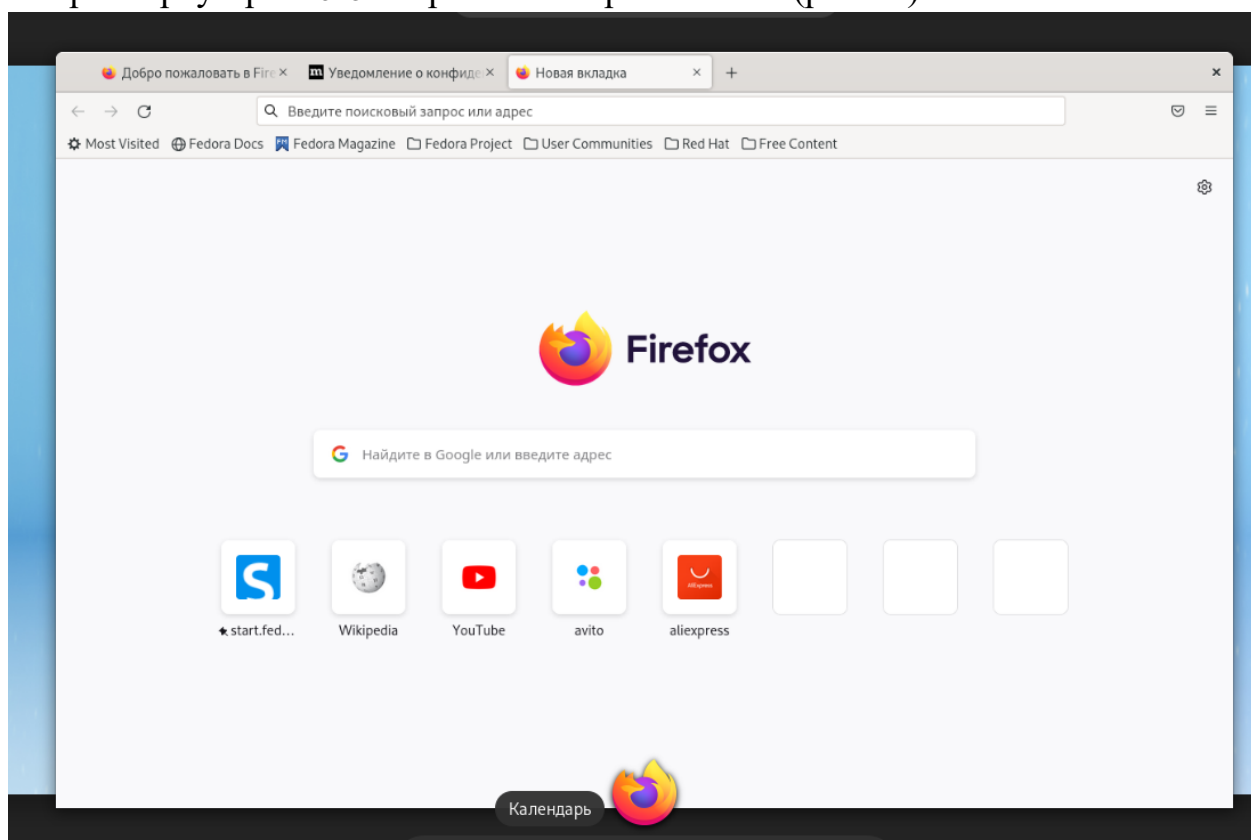 Добро пожаловать в Fire
Уведомление о конфиде
Новая вкладка
Введите поисковый запрос или адрес
Most Visited Fedora Docs Fedora Magazine Fedora Project User Communities Red Hat Free Content
Firefox
Найдите в Google или введите адрес
start.fed... Wikipedia YouTube avito aliexpress
Календарь